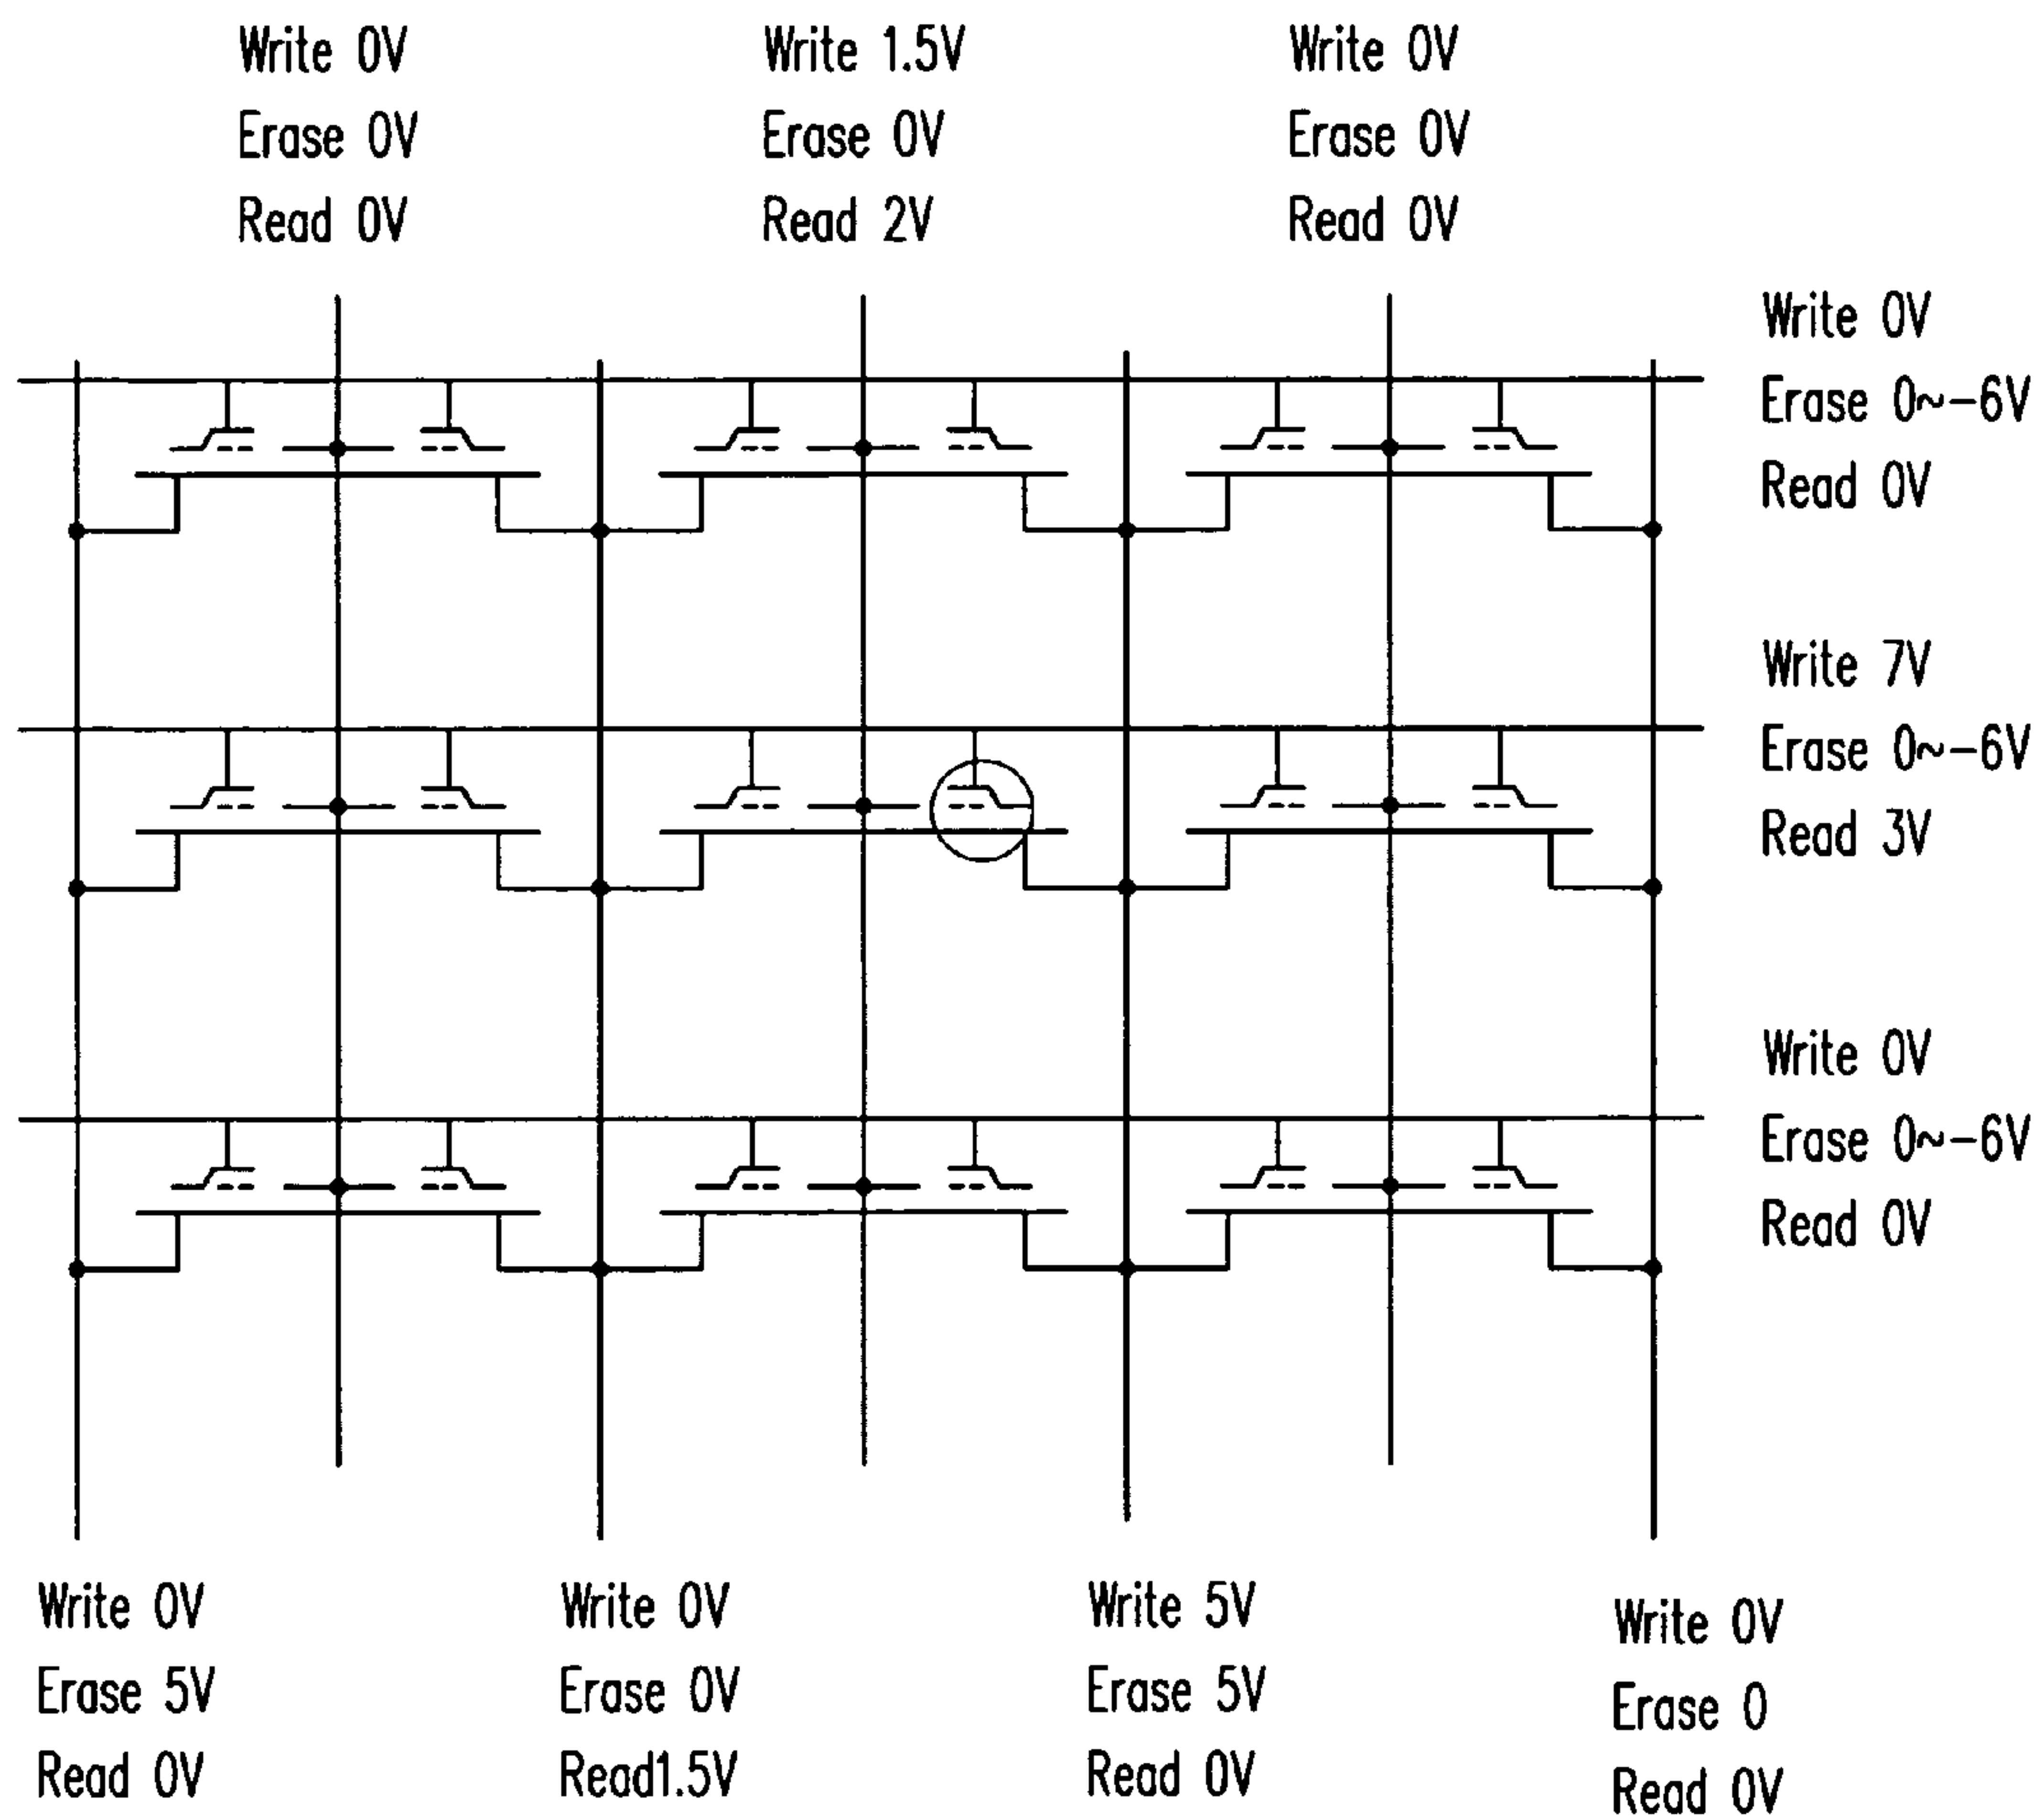 Write 0V
Erase 0V
Read 0V
Write 1.5V
Erase 0V
Read 2V
Write 0V
Erase 0V
Read 0V
Write 0V
Erase 0~-6V
Read 0V
Write 7V
Erase 0~-6V
Read 3V
Write 0V
Erase 0~-6V
Read 0V
Write 0V
Erase 5V
Read 0V
Write 0V
Erase 0V
Read1.5V
Write 5V
Erase 5V
Read 0V
Write 0V
Erase 0
Read 0V